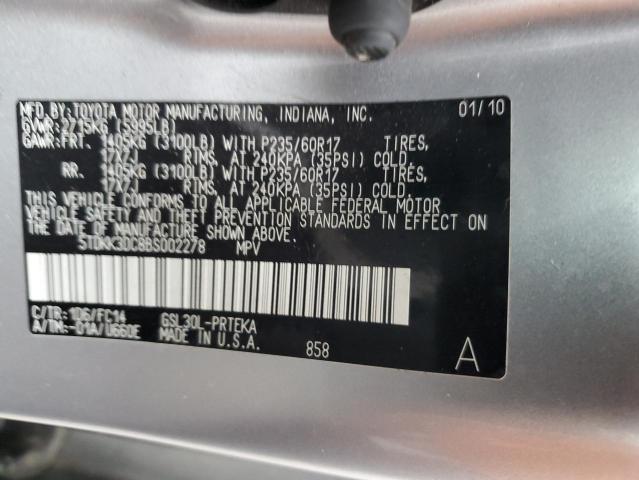 MFD. BY: TOYOTA MOTOR MANUFACTURING, INDIANA, INC. 01/10
GVWR: 2715KG (5995LB)
GAWR: FRT. 1405KG (3100LB) WITH P235/60R17 TIRES,
17X7J RIMS, AT 240KPA (35PSI) COLD.
RR. 1405KG (3100LB) WITH P235/60R17 TIRES,
17X7J RIMS, AT 240KPA (35PSI) COLD.
THIS VEHICLE CONFORMS TO ALL APPLICABLE FEDERAL MOTOR
VEHICLE SAFETY AND THEFT PREVENTION STANDARDS IN EFFECT ON
THE DATE OF MANUFACTURE SHOWN ABOVE.
5TDKK3DC8BS002278 MPV
C/TR: 1D6/FC14 GSL30L-PRTEKA
A/TM: -01A/U660E MADE IN U.S.A. 858 A